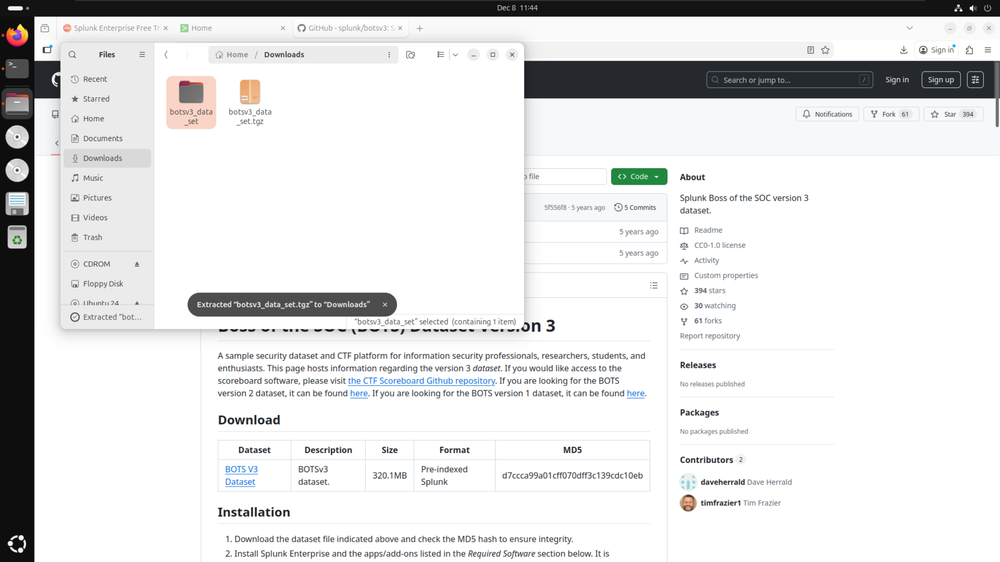 Dec 8 11:44
Splunk Enterprise Free Tri
Home
GitHub - splunk/botsv3: S
Files
Home / Downloads
Sign in
Recent
Starred
Home
Documents
Downloads
Music
Pictures
Videos
Trash
CDROM
Floppy Disk
Ubuntu 24
Extracted “bot…
botsv3_data
_set
botsv3_data
_set.tgz
Extracted “botsv3_data_set.tgz” to “Downloads”
“botsv3_data_set” selected (containing 1 item)
Search or jump to...
/
Sign in
Sign up
Notifications
Fork 61
Star 394
file
Code
5f556f8 · 5 years ago
5 Commits
5 years ago
5 years ago
Boss of the SOC (BOTS) Dataset Version 3
A sample security dataset and CTF platform for information security professionals, researchers, students, and
enthusiasts. This page hosts information regarding the version 3 dataset. If you would like access to the
scoreboard software, please visit the CTF Scoreboard Github repository. If you are looking for the BOTS
version 2 dataset, it can be found here. If you are looking for the BOTS version 1 dataset, it can be found here.
Download
Dataset Description Size Format MD5
BOTS V3
Dataset
BOTSv3
dataset.
320.1MB
Pre-indexed
Splunk
d7ccca99a01cff070dff3c139cdc10eb
Installation
1. Download the dataset file indicated above and check the MD5 hash to ensure integrity.
2. Install Splunk Enterprise and the apps/add-ons listed in the Required Software section below. It is
About
Splunk Boss of the SOC version 3
dataset.
Readme
CC0-1.0 license
Activity
Custom properties
394 stars
30 watching
61 forks
Report repository
Releases
No releases published
Packages
No packages published
Contributors 2
daveherrald Dave Herrald
timfrazier1 Tim Frazier